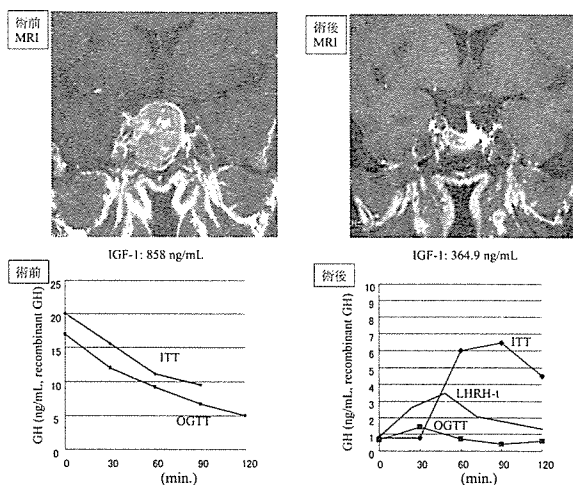 術前
MRI
術後
MRI
IGF-1: 858 ng/mL
IGF-1: 364.9 ng/mL
術前
GH (ng/mL, recombinant GH)
25
20
15
10
5
0
ITT
OGTT
0 30 60 90 120
(min.)
術後
GH (ng/mL, recombinant GH)
10
9
8
7
6
5
4
3
2
1
0
ITT
LHRH-t
OGTT
0 30 60 90 120
(min.)